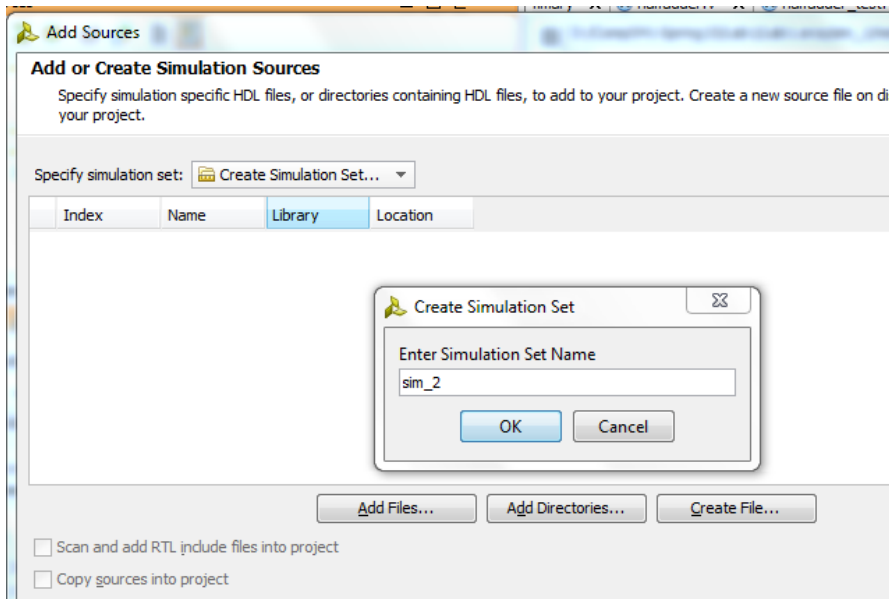 Add Sources
Add or Create Simulation Sources
Specify simulation specific HDL files, or directories containing HDL files, to add to your project. Create a new source file on di
your project.
Specify simulation set: Create Simulation Set...
Index Name Library Location
Create Simulation Set
Enter Simulation Set Name
sim_2
OK Cancel
Add Files... Add Directories... Create File...
Scan and add RTL include files into project
Copy sources into project